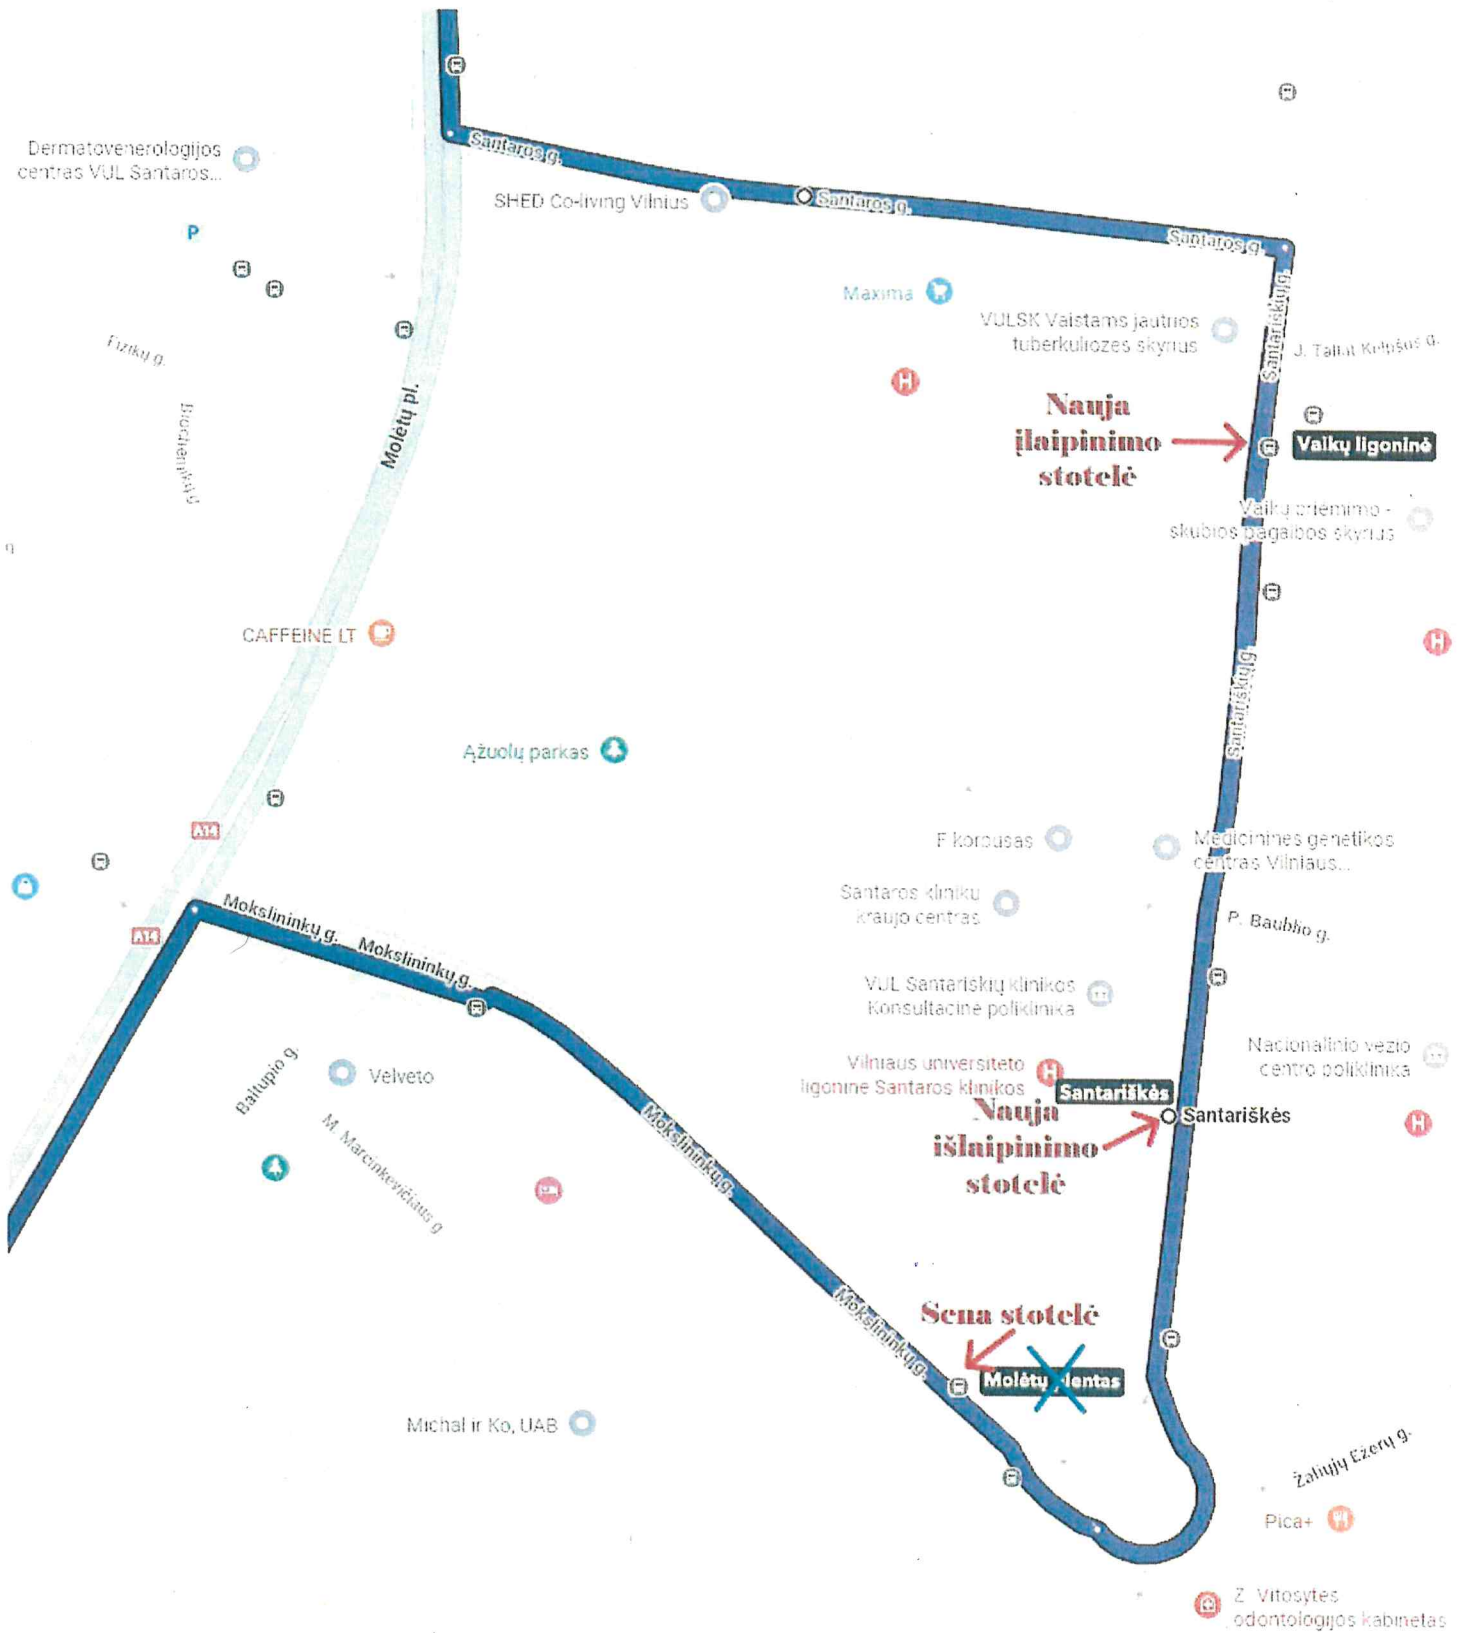 Santaros g.
Dermatovenerologijos
centras VUL Santaros...
SHED Co-living Vilnius
Santaros g.
Santaros g.
P
Maxima
VULSK Vaistams jautrios
tuberkuliozes skyrius
Santariškių g.
Fizikų g.
Molėtų pl.
H
Nauja
įlaipinimo
stotelė
Vaikų ligoninė
Vaikų priėmimo -
skubios pagalbos skyrius
g
CAFFEINE LT
H
Santariškių g.
Ąžuolų parkas
A14
F korpusas
Medicinines genetikos
centras Vilniaus...
Santaros klinikų
kraujo centras
Mokslininkų g.
Mokslininkų g.
A14
P. Baublio g.
VUL Santariškių klinikos
Konsultacinė poliklinika
Baltupio g.
Velveto
Nacionalinio vėžio
centro poliklinika
Vilniaus universiteto
ligoninė Santaros klinikos
H
Santariškės
Santariškės
H
Nauja
išlaipinimo
stotelė
M. Marcinkevičiaus g
Mokslininkų g.
Mokslininkų g.
Sena stotelė
Molėtų plentas
Michal ir Ko, UAB
Žaliųjų Ežerų g.
Pica+
Z. Vitosytės
odontologijos kabinetas